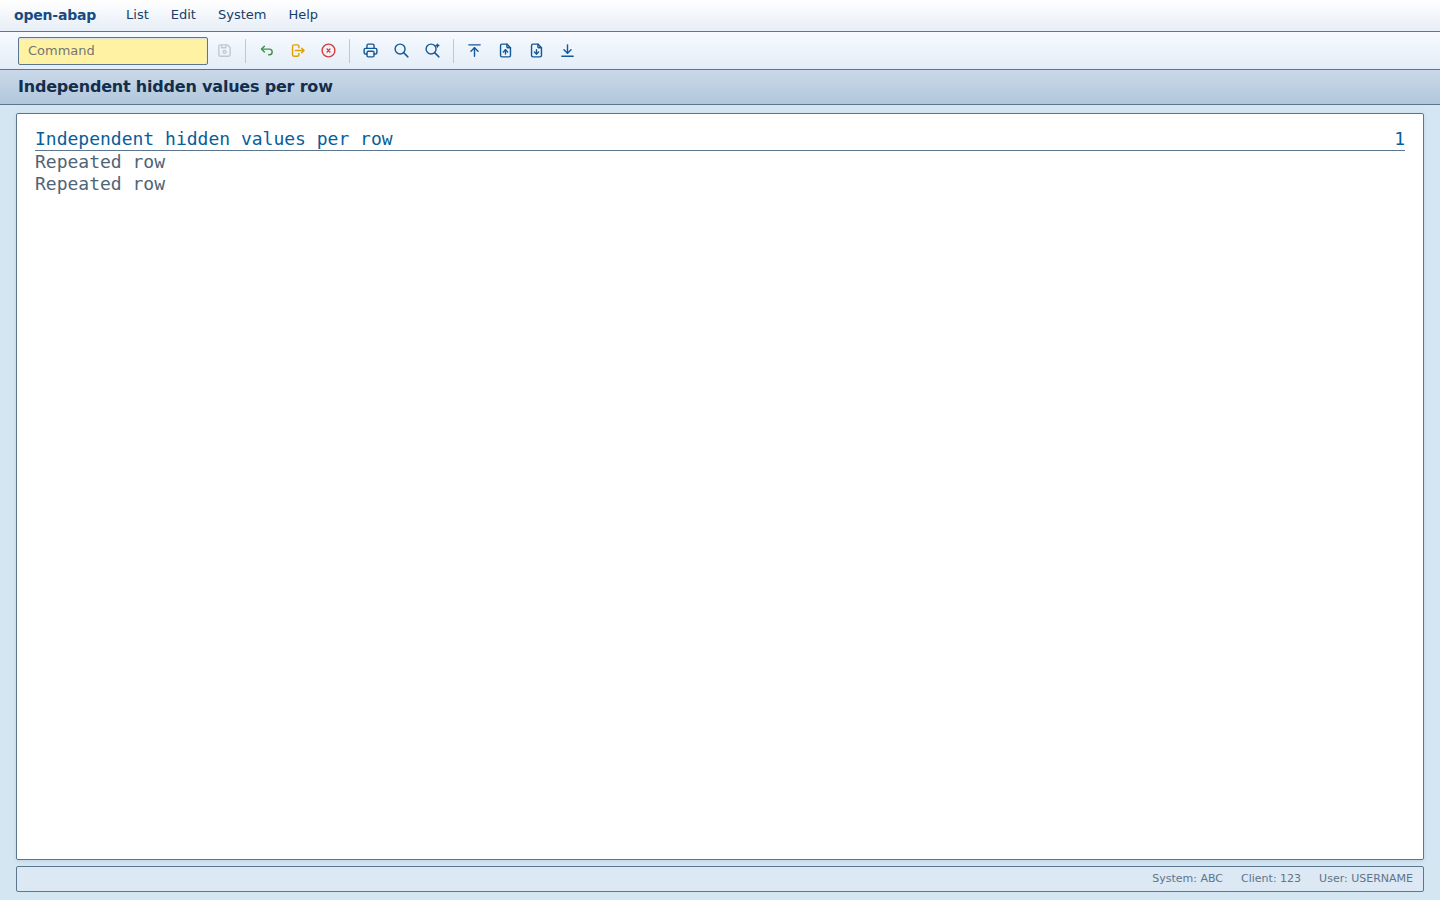 open-abap List Edit System Help
Command
Independent hidden values per row
Independent hidden values per row 1
Repeated row
Repeated row
System: ABC Client: 123 User: USERNAME